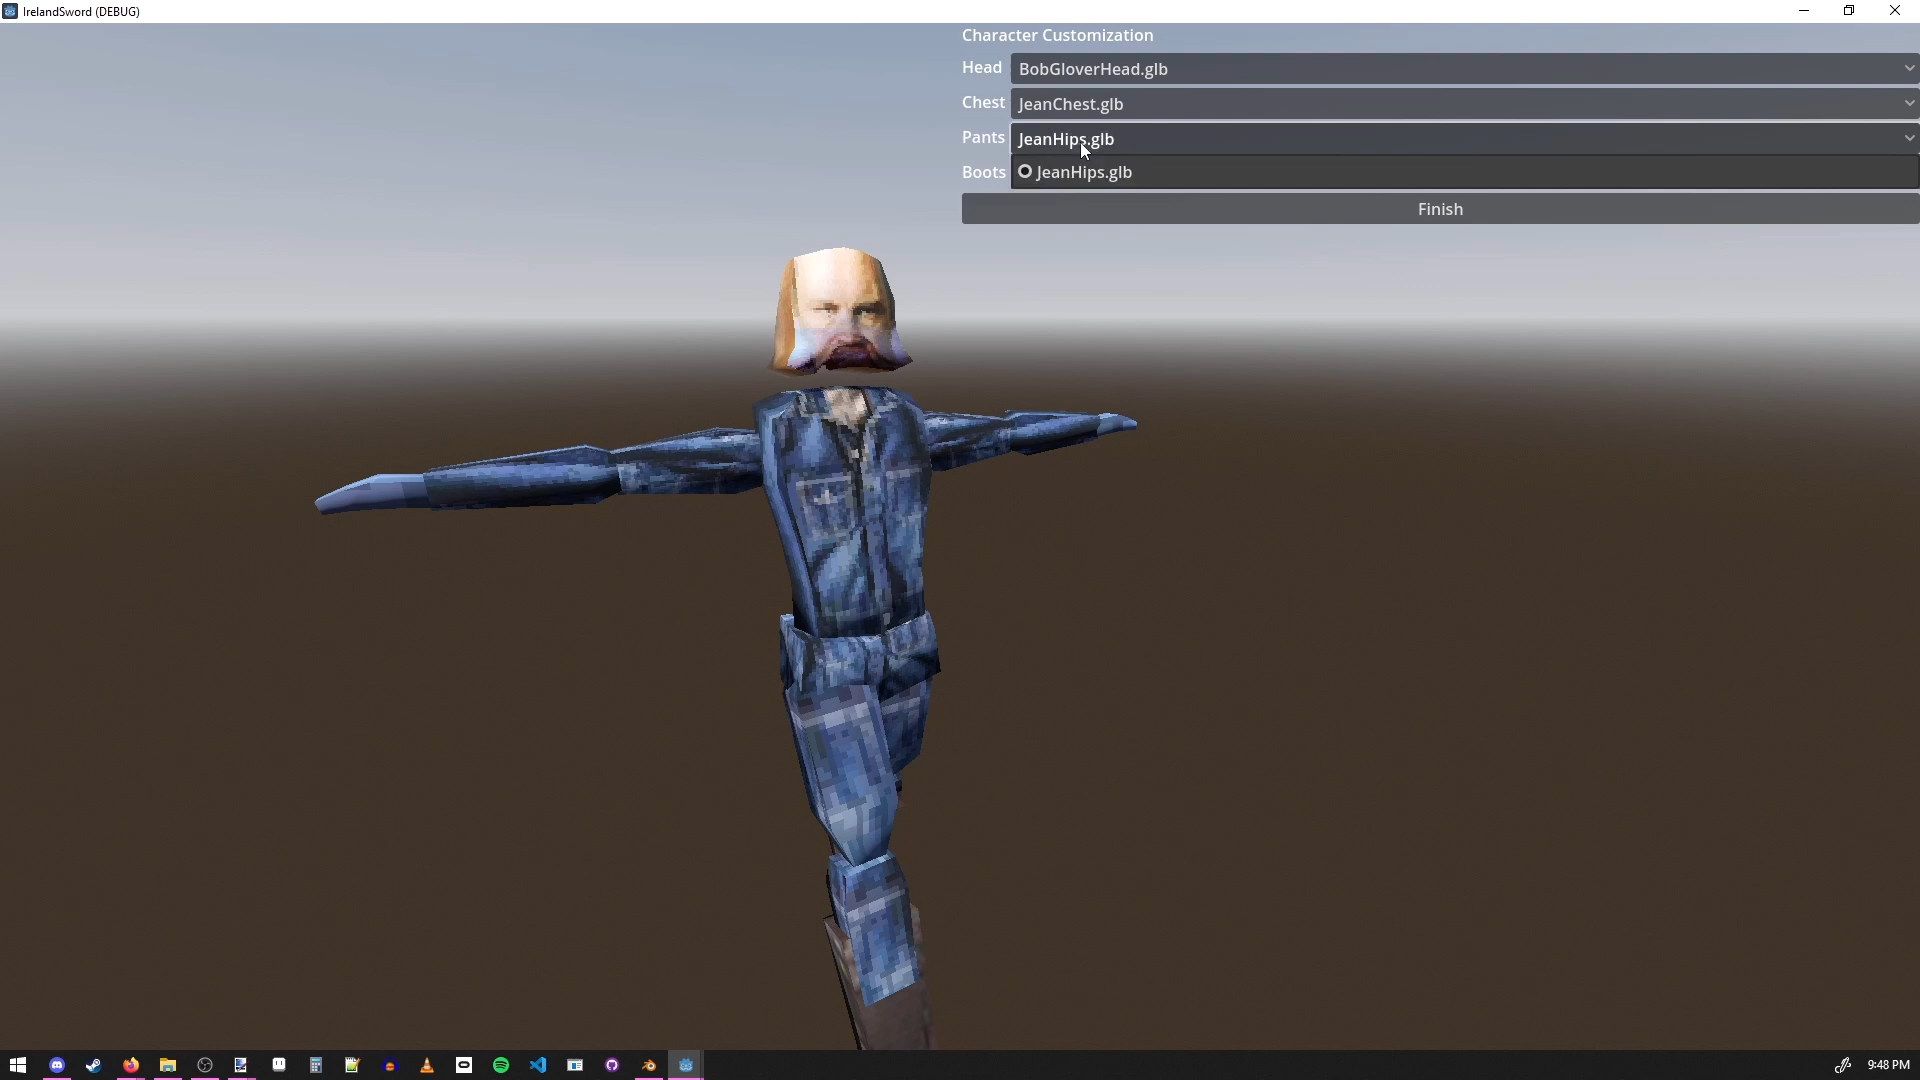 IrelandSword (DEBUG)
Character Customization
Head BobGloverHead.glb
Chest JeanChest.glb
Pants JeanHips.glb
Boots JeanHips.glb
Finish
9:48 PM